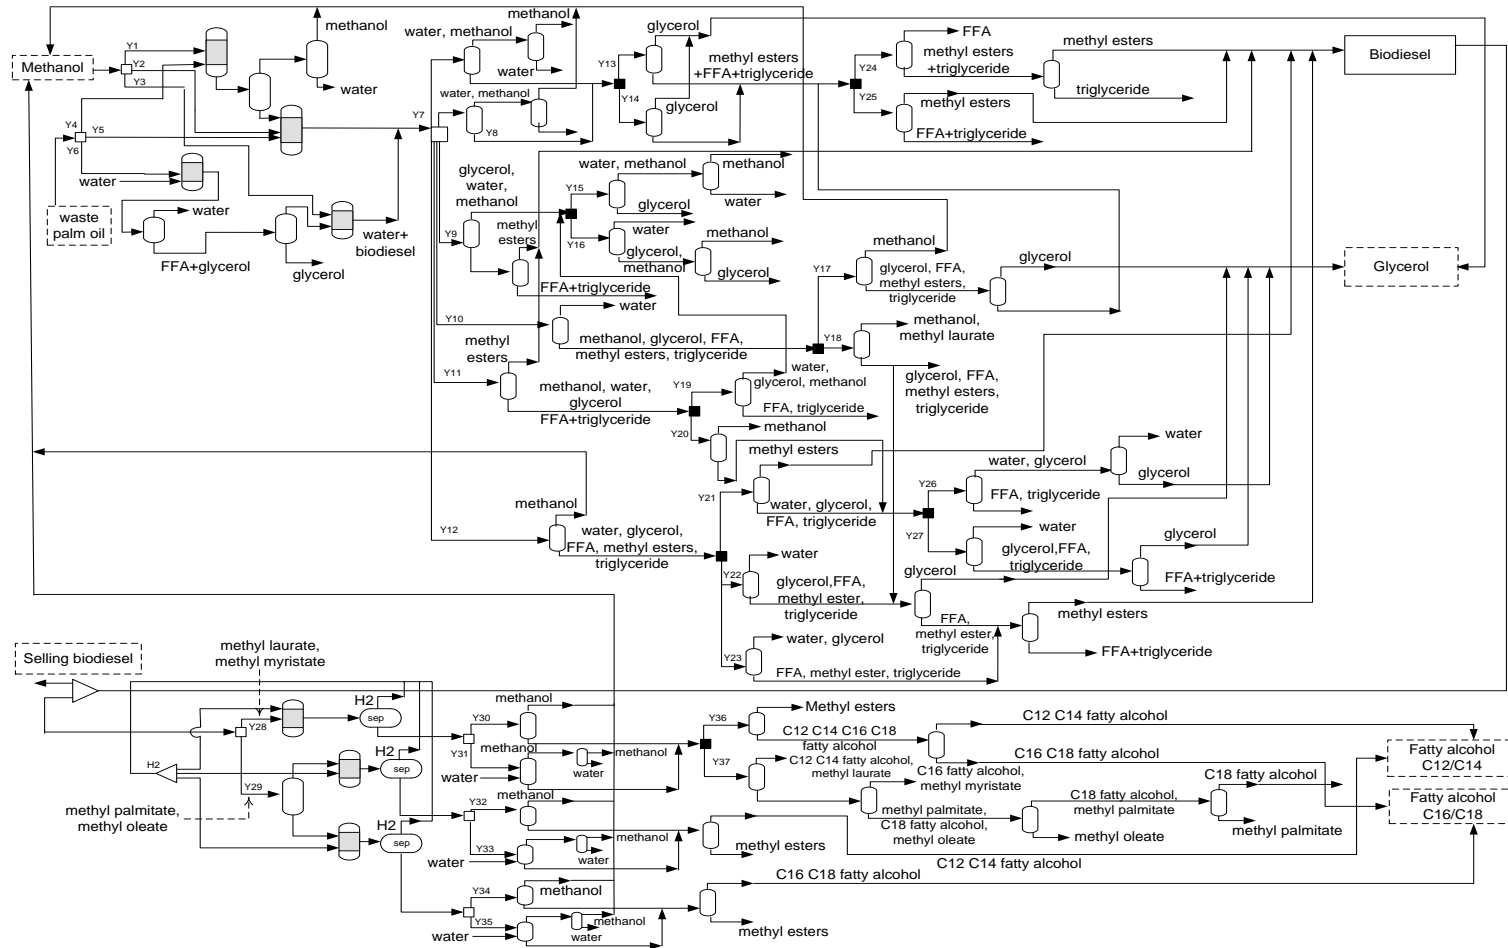 methanol
water, methanol
methanol
glycerol
FFA
Methanol
Y1
Y2
Y3
water
water
Y13
Y14
methyl esters
+FFA+triglyceride
Y24
Y25
methyl esters
+triglyceride
methyl esters
triglyceride
Biodiesel
Y4
Y5
Y6
Y7
water, methanol
Y8
glycerol
methyl esters
FFA+triglyceride
water
waste
palm oil
water
FFA+glycerol
glycerol
water+
biodiesel
glycerol,
water,
methanol
Y9
methyl
esters
FFA+triglyceride
water, methanol
methanol
water
Y15
Y16
glycerol
water
glycerol,
methanol
methanol
glycerol
Y17
methanol
glycerol, FFA,
methyl esters,
triglyceride
glycerol
Glycerol
Y10
water
methanol, glycerol, FFA,
methyl esters, triglyceride
Y18
methanol,
methyl laurate
glycerol, FFA,
methyl esters,
triglyceride
methyl
esters
Y11
methanol, water,
glycerol
FFA+triglyceride
Y19
water,
glycerol, methanol
FFA, triglyceride
Y20
methanol
methyl esters
methanol
Y12
water, glycerol,
FFA, methyl esters,
triglyceride
Y21
water, glycerol,
FFA, triglyceride
Y26
Y27
water, glycerol
water
glycerol
FFA, triglyceride
water
glycerol,FFA,
triglyceride
glycerol
FFA+triglyceride
Y22
water
glycerol,FFA,
methyl ester,
triglyceride
glycerol
FFA,
methyl ester,
triglyceride
methyl esters
FFA+triglyceride
Y23
water, glycerol
FFA, methyl ester, triglyceride
Selling biodiesel
methyl laurate,
methyl myristate
H2
sep
Y28
H2
H2
sep
Y29
methyl palmitate,
methyl oleate
H2
sep
methanol
Y30
Y31
methanol
water
methanol
water
methanol
Y32
Y33
water
methanol
water
Y34
Y35
methanol
water
methanol
water
Y36
Y37
Methyl esters
C12 C14 C16 C18
fatty alcohol
C12 C14 fatty alcohol,
methyl laurate
C12 C14 fatty alcohol
C16 C18 fatty alcohol
C16 fatty alcohol,
methyl myristate
methyl palmitate,
C18 fatty alcohol,
methyl oleate
C18 fatty alcohol,
methyl palmitate
methyl oleate
C18 fatty alcohol
methyl palmitate
Fatty alcohol
C12/C14
Fatty alcohol
C16/C18
methyl esters
C12 C14 fatty alcohol
C16 C18 fatty alcohol
methyl esters